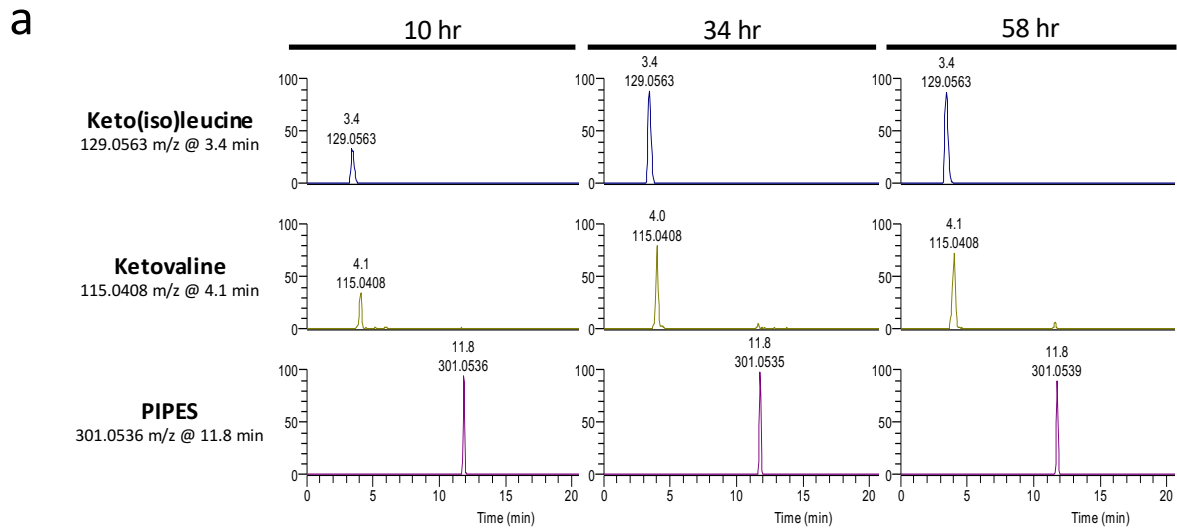 a
10 hr
34 hr
58 hr
Keto(iso)leucine
129.0563 m/z @ 3.4 min
100
50
0
3.4
129.0563
100
50
0
3.4
129.0563
100
50
0
3.4
129.0563
Ketovaline
115.0408 m/z @ 4.1 min
100
50
0
4.1
115.0408
100
50
0
4.0
115.0408
100
50
0
4.1
115.0408
PIPES
301.0536 m/z @ 11.8 min
100
50
0
11.8
301.0536
100
50
0
11.8
301.0535
100
50
0
11.8
301.0539
0 5 10 15 20
Time (min)
0 5 10 15 20
Time (min)
0 5 10 15 20
Time (min)